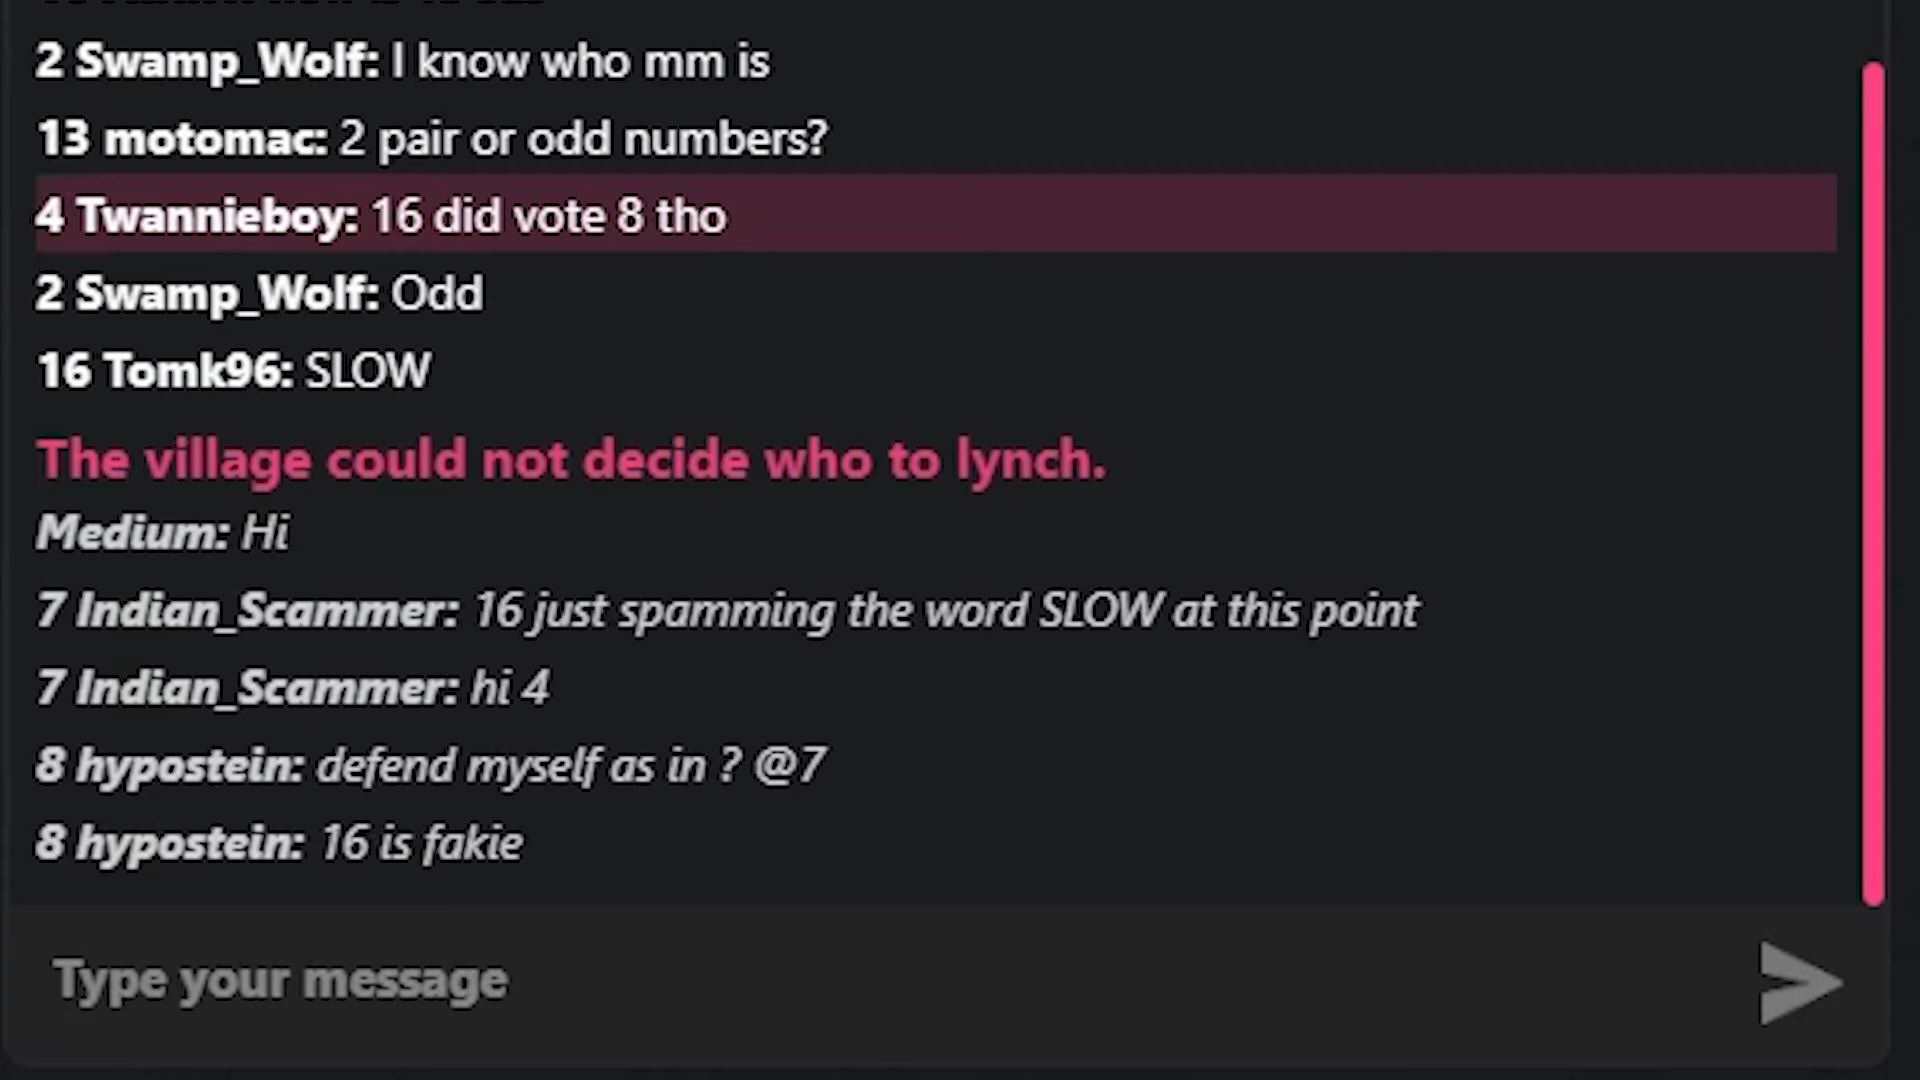 2 Swamp_Wolf: I know who mm is
13 motomac: 2 pair or odd numbers?
4 Twannieboy: 16 did vote 8 tho
2 Swamp_Wolf: Odd
16 Tomk96: SLOW
The village could not decide who to lynch.
Medium: Hi
7 Indian_Scammer: 16 just spamming the word SLOW at this point
7 Indian_Scammer: hi 4
8 hypostein: defend myself as in ? @7
8 hypostein: 16 is fakie
Type your message